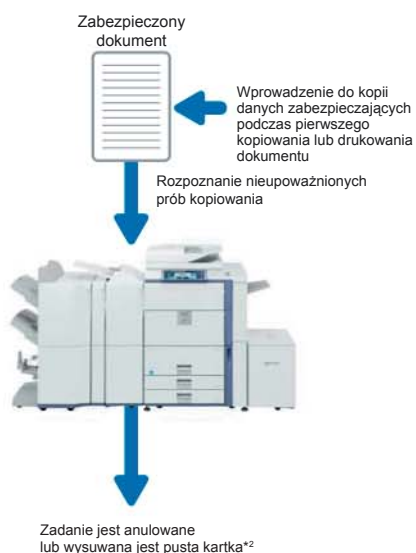 Zabezpieczony
dokument
Wprowadzenie do kopii
danych zabezpieczających
podczas pierwszego
kopiowania lub drukowania
dokumentu
Rozpoznanie nieupoważnionych
prób kopiowania
Zadanie jest anulowane
lub wysuwana jest pusta kartka*2